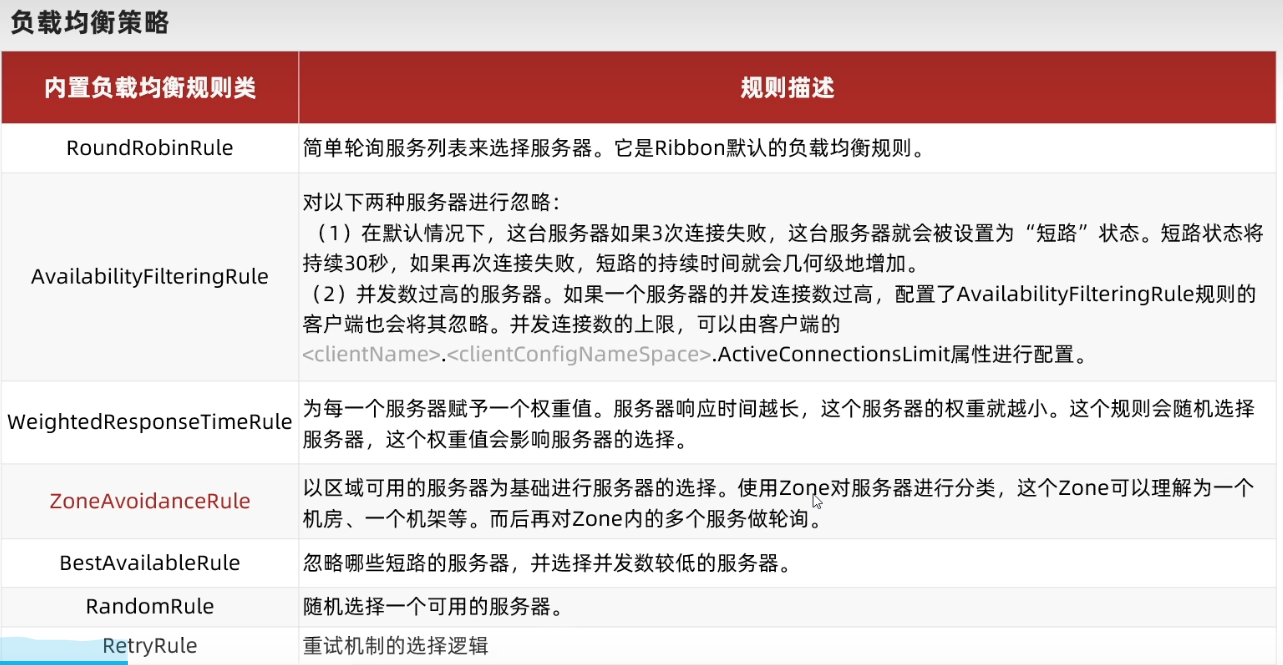 负载均衡策略
内置负载均衡规则类
规则描述
RoundRobinRule
简单轮询服务列表来选择服务器。它是Ribbon默认的负载均衡规则。
AvailabilityFilteringRule
对以下两种服务器进行忽略：
（1）在默认情况下，这台服务器如果3次连接失败，这台服务器就会被设置为“短路”状态。短路状态将
持续30秒，如果再次连接失败，短路的持续时间就会几何级地增加。
（2）并发数过高的服务器。如果一个服务器的并发连接数过高，配置了AvailabilityFilteringRule规则的
客户端也会将其忽略。并发连接数的上限，可以由客户端的
<clientName>.<clientConfigNameSpace>.ActiveConnectionsLimit属性进行配置。
WeightedResponseTimeRule
为每一个服务器赋予一个权重值。服务器响应时间越长，这个服务器的权重就越小。这个规则会随机选择
服务器，这个权重值会影响服务器的选择。
ZoneAvoidanceRule
以区域可用的服务器为基础进行服务器的选择。使用Zone对服务器进行分类，这个Zone可以理解为一个
机房、一个机架等。而后再对Zone内的多个服务做轮询。
BestAvailableRule
忽略哪些短路的服务器，并选择并发数较低的服务器。
RandomRule
随机选择一个可用的服务器。
RetryRule
重试机制的选择逻辑